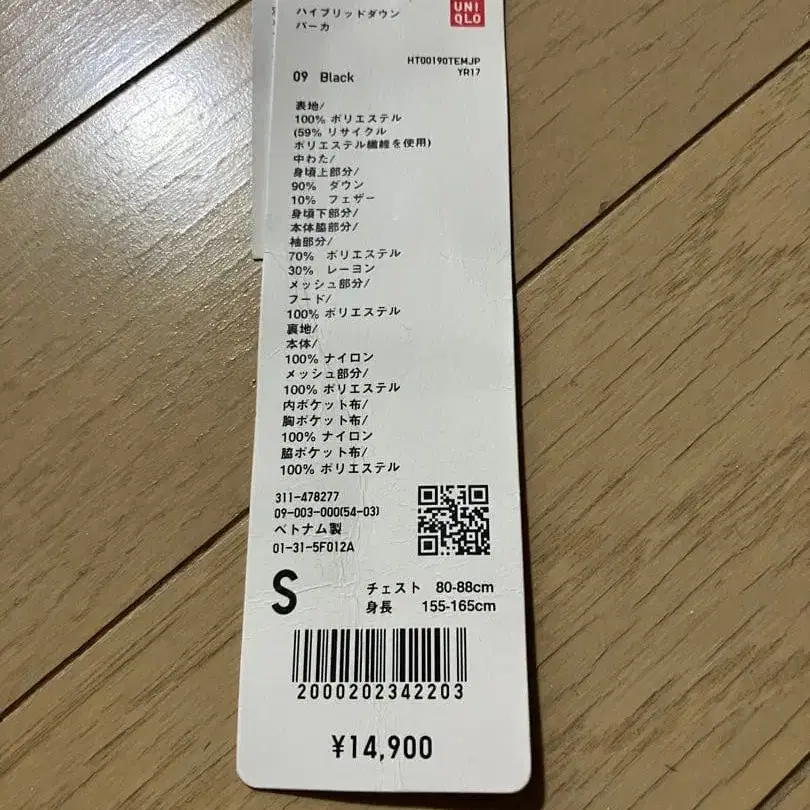 UNI
QLO
ハイブリッドダウン
パーカ
HT00190TEMJP
YR17
09 Black
表地/
100% ポリエステル
(59% リサイクル
ポリエステル繊維を使用)
中わた/
身頃上部分/
90% ダウン
10% フェザー
身頃下部分/
本体脇部分/
袖部分/
70% ポリエステル
30% レーヨン
メッシュ部分/
フード/
100% ポリエステル
裏地/
本体/
100% ナイロン
メッシュ部分/
100% ポリエステル
内ポケット布/
胸ポケット布/
100% ナイロン
脇ポケット布/
100% ポリエステル
311-478277
09-003-000(54-03)
ベトナム製
01-31-5F012A
S
チェスト 80-88cm
身長 155-165cm
2000202342203
¥14,900